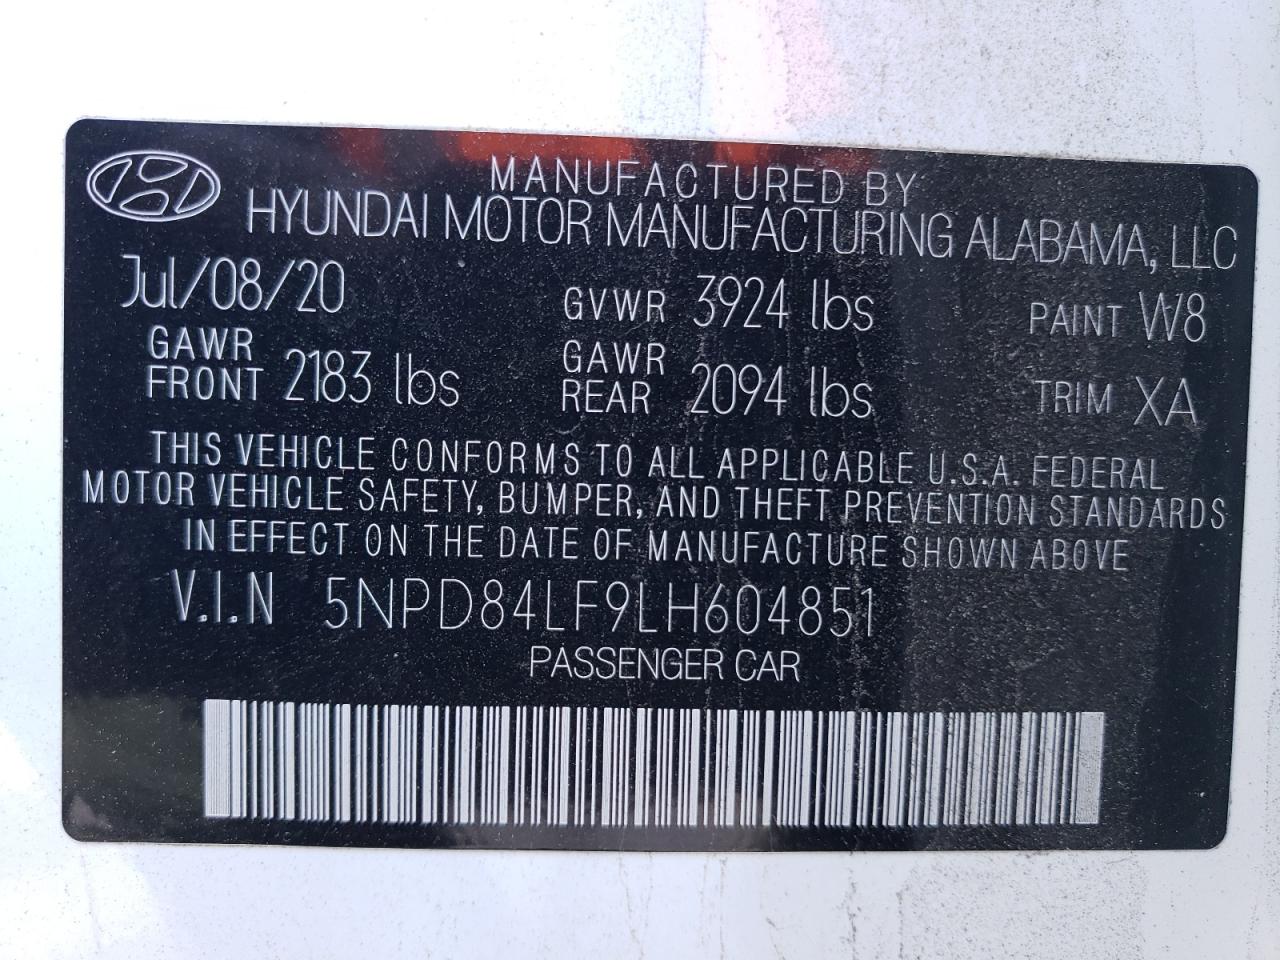 MANUFACTURED BY
HYUNDAI MOTOR MANUFACTURING ALABAMA, LLC
Jul/08/20 GVWR 3924 lbs PAINT W8
GAWR FRONT 2183 lbs GAWR REAR 2094 lbs TRIM XA
THIS VEHICLE CONFORMS TO ALL APPLICABLE U.S.A. FEDERAL
MOTOR VEHICLE SAFETY, BUMPER, AND THEFT PREVENTION STANDARDS
IN EFFECT ON THE DATE OF MANUFACTURE SHOWN ABOVE
V.I.N 5NPD84LF9LH604851
PASSENGER CAR